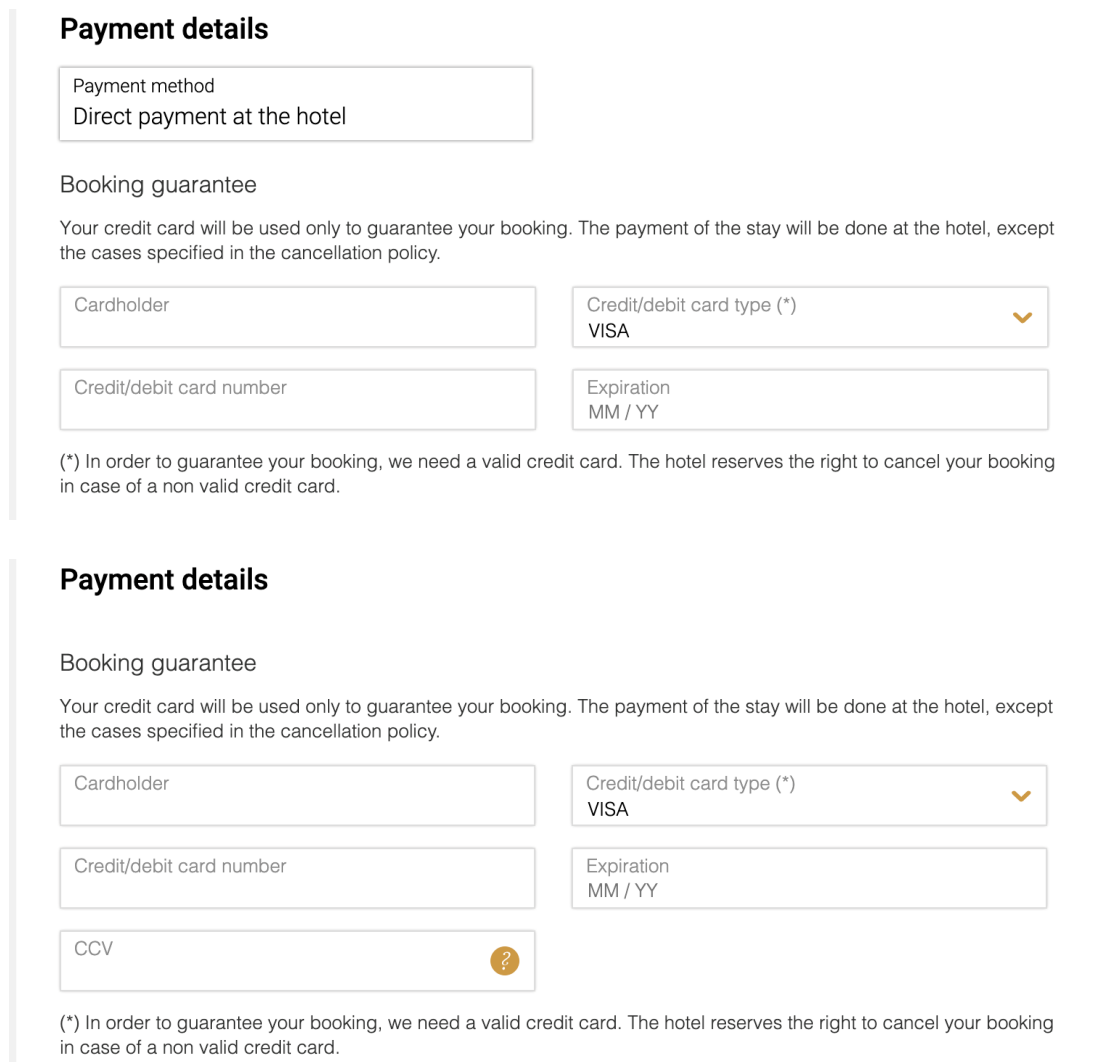 Payment details
Payment method
Direct payment at the hotel
Booking guarantee
Your credit card will be used only to guarantee your booking. The payment of the stay will be done at the hotel, except
the cases specified in the cancellation policy.
Cardholder
Credit/debit card type (*)
VISA
Credit/debit card number
Expiration
MM / YY
(*) In order to guarantee your booking, we need a valid credit card. The hotel reserves the right to cancel your booking
in case of a non valid credit card.
Payment details
Booking guarantee
Your credit card will be used only to guarantee your booking. The payment of the stay will be done at the hotel, except
the cases specified in the cancellation policy.
Cardholder
Credit/debit card type (*)
VISA
Credit/debit card number
Expiration
MM / YY
CCV
?
(*) In order to guarantee your booking, we need a valid credit card. The hotel reserves the right to cancel your booking
in case of a non valid credit card.